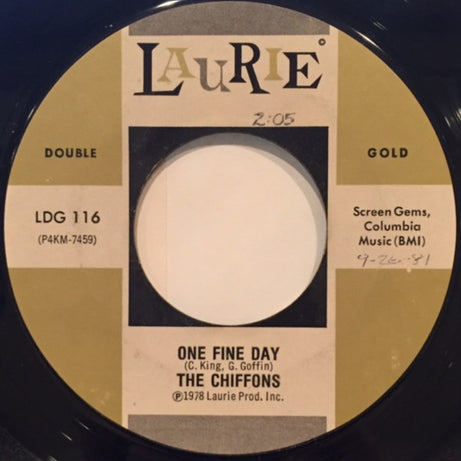 LAURIE®
2:05
DOUBLE
GOLD
LDG 116
(P4KM-7459)
Screen Gems,
Columbia
Music (BMI)
9-26-81
ONE FINE DAY
(C. King, G. Goffin)
THE CHIFFONS
℗1978 Laurie Prod. Inc.